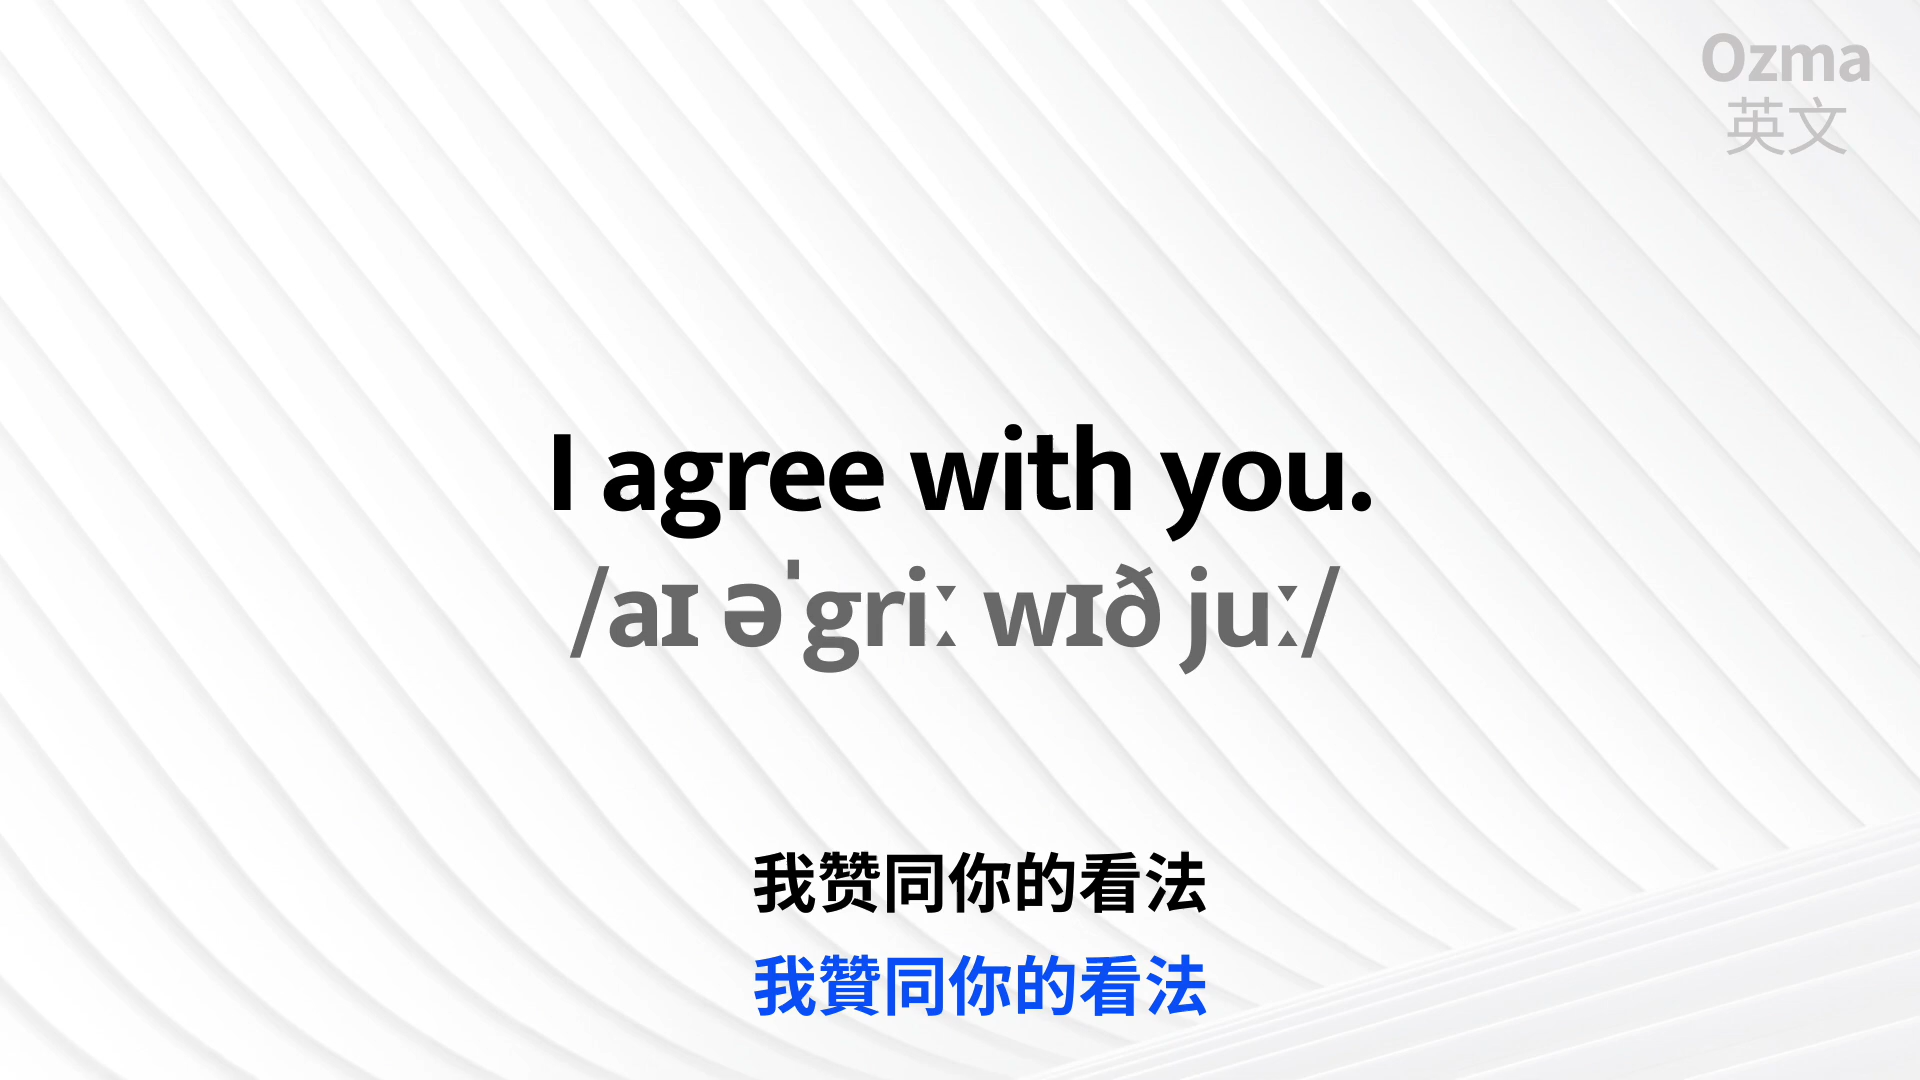 Ozma
英文
I agree with you.
/aɪ əˈgriː wɪð juː/
我赞同你的看法
我贊同你的看法